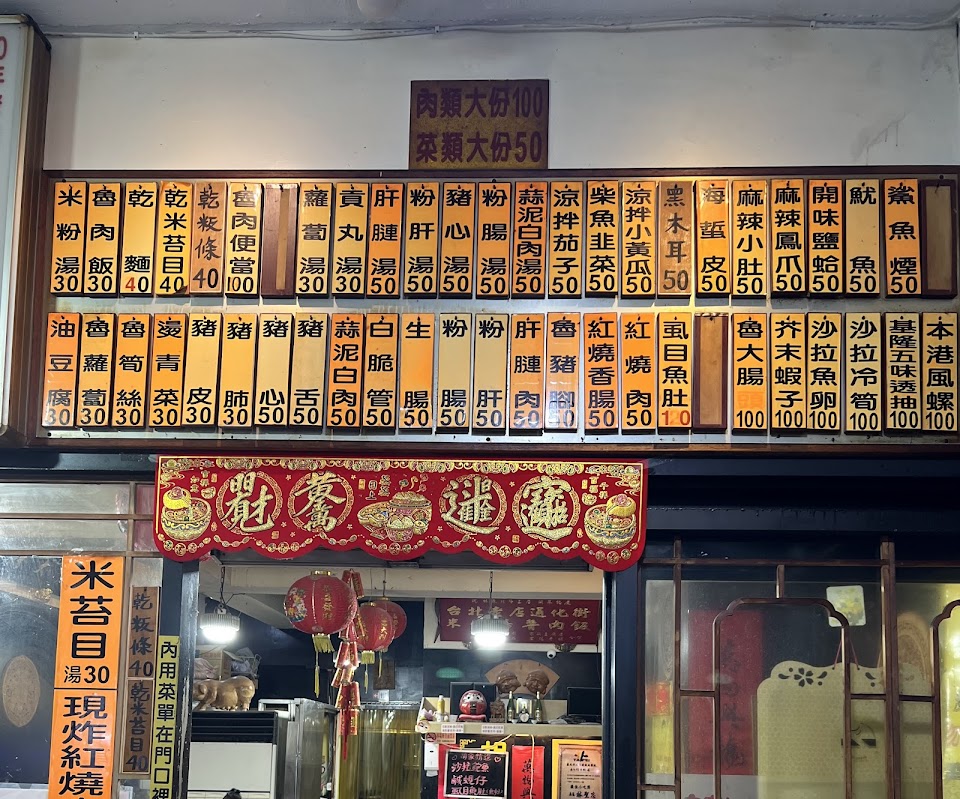 肉類大份100
菜類大份50
米粉湯30
魯肉飯30
乾麵40
乾米苔目40
乾粄條40
魯肉便當100
蘿蔔湯30
貢丸湯30
肝腱湯50
粉肝湯50
豬心湯50
粉腸湯50
蒜泥白肉湯50
涼拌茄子50
柴魚韭菜50
涼拌小黃瓜50
黑木耳50
海蜇皮50
麻辣小肚50
麻辣鳳爪50
開味鹽蛤50
魷魚50
鯊魚煙50
油豆腐30
魯蘿蔔30
魯筍絲30
燙青菜30
豬皮30
豬肺30
豬心50
豬舌50
蒜泥白肉50
白脆管50
生腸50
粉腸50
粉肝50
肝腱肉50
魯豬腳50
紅燒香腸50
紅燒肉50
虱目魚肚120
魯大腸100
芥末蝦子100
沙拉魚卵100
沙拉冷筍100
基隆五味透抽100
本港風螺100
米苔目湯30
現炸紅燒
乾粄條40
乾米苔目40
內用菜單在門口裡